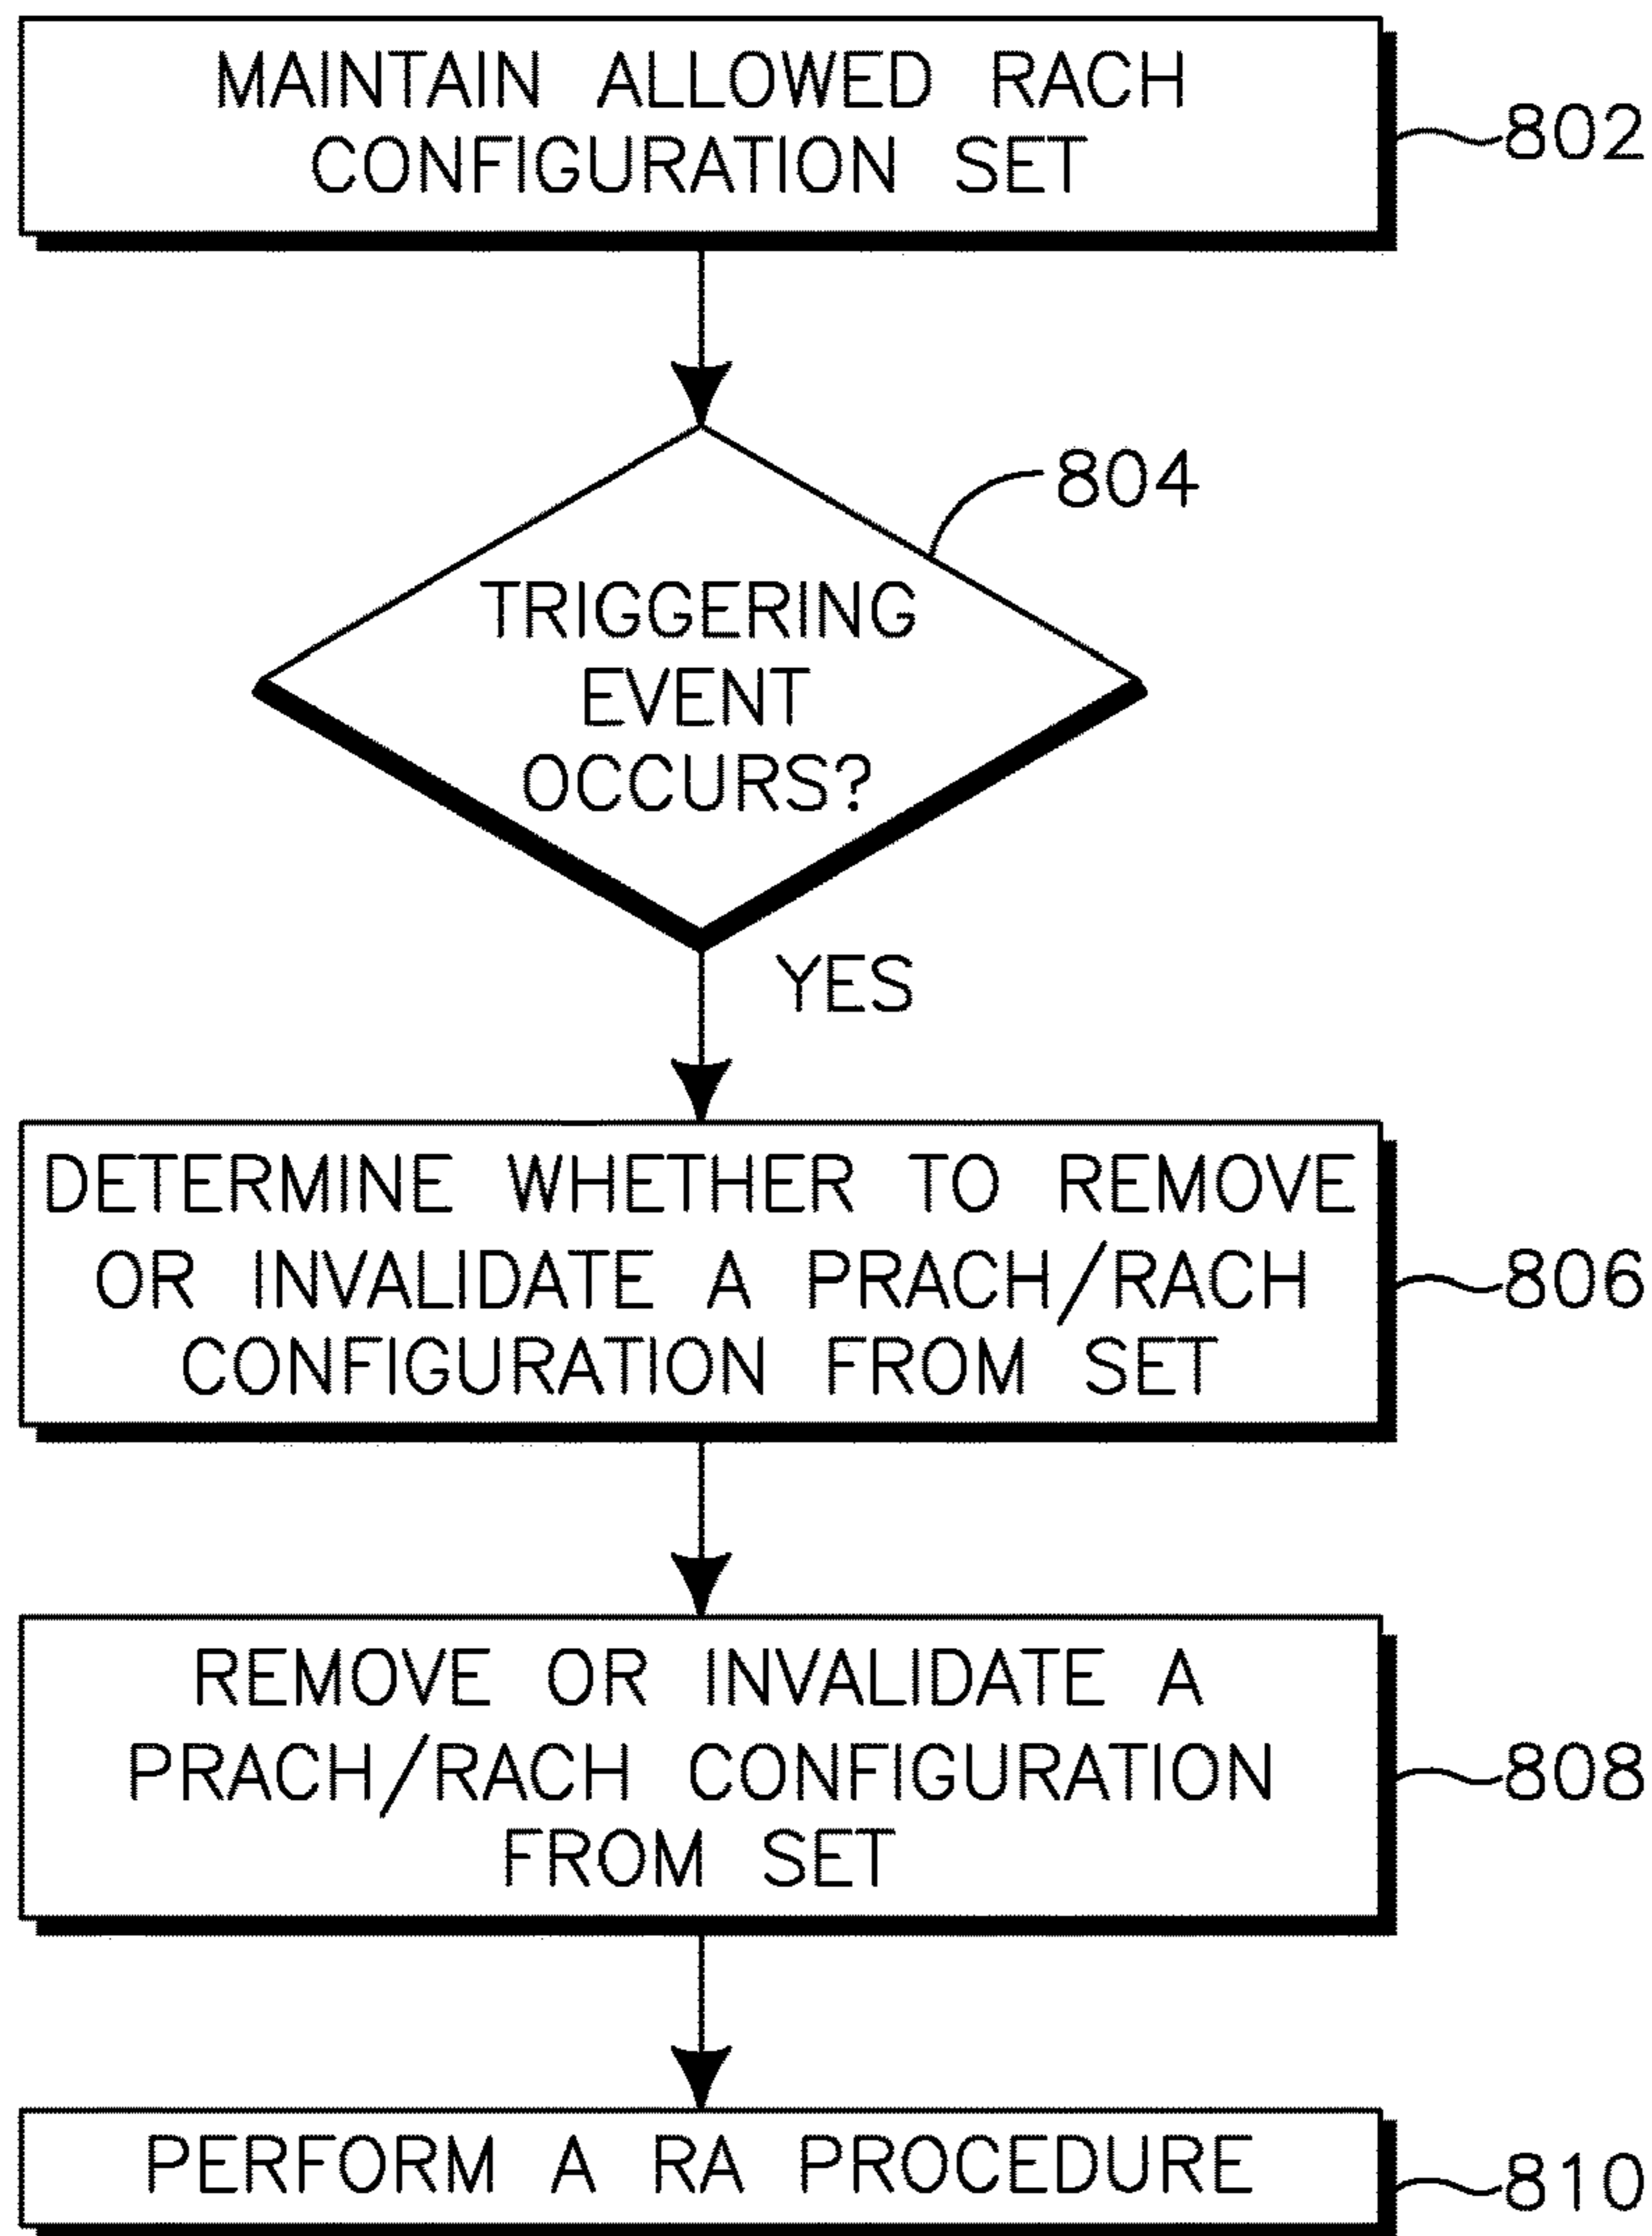 MAINTAIN ALLOWED RACH
CONFIGURATION SET
802
804
TRIGGERING
EVENT
OCCURS?
YES
DETERMINE WHETHER TO REMOVE
OR INVALIDATE A PRACH/RACH
CONFIGURATION FROM SET
806
REMOVE OR INVALIDATE A
PRACH/RACH CONFIGURATION
FROM SET
808
PERFORM A RA PROCEDURE
810